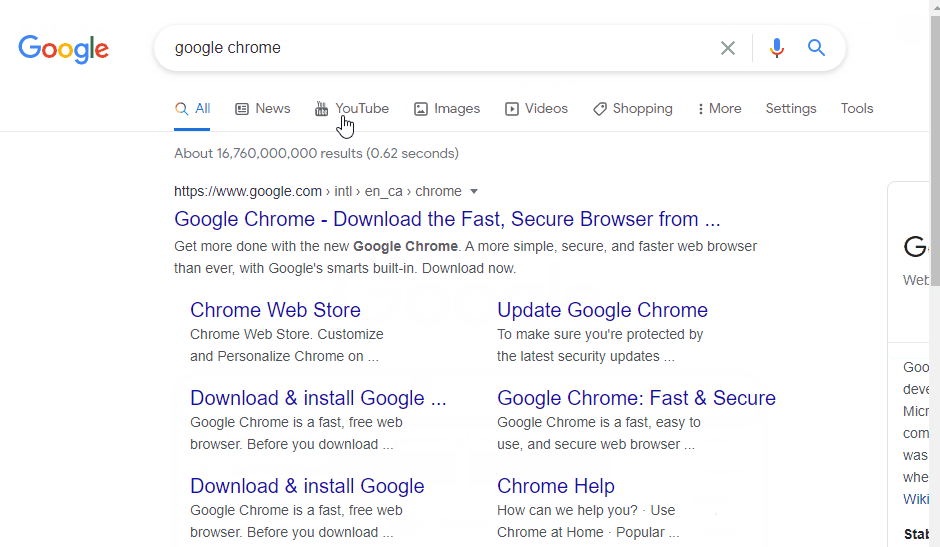 Google
google chrome
All News YouTube Images Videos Shopping More Settings Tools
About 16,760,000,000 results (0.62 seconds)
https://www.google.com › intl › en_ca › chrome
Google Chrome - Download the Fast, Secure Browser from ...
Get more done with the new Google Chrome. A more simple, secure, and faster web browser
than ever, with Google's smarts built-in. Download now.
Chrome Web Store
Chrome Web Store. Customize
and Personalize Chrome on ...
Update Google Chrome
To make sure you're protected by
the latest security updates ...
Download & install Google ...
Google Chrome is a fast, free web
browser. Before you download ...
Google Chrome: Fast & Secure
Google Chrome is a fast, easy to
use, and secure web browser ...
Download & install Google
Google Chrome is a fast, free web
browser. Before you download ...
Chrome Help
How can we help you? · Use
Chrome at Home · Popular ...
G
Web
Goo
deve
Micr
com
was
whe
Wiki
Stab